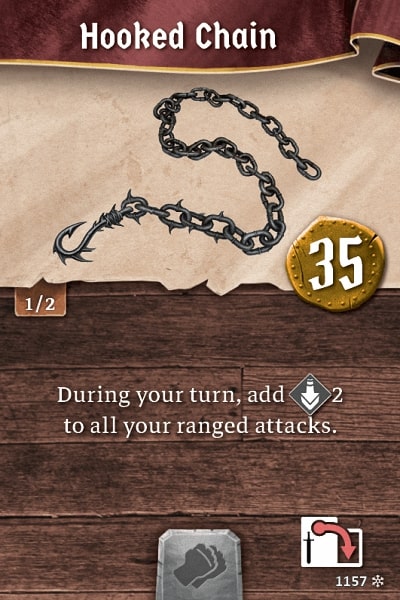 Hooked Chain
35
1/2
During your turn, add 2
to all your ranged attacks.
1157